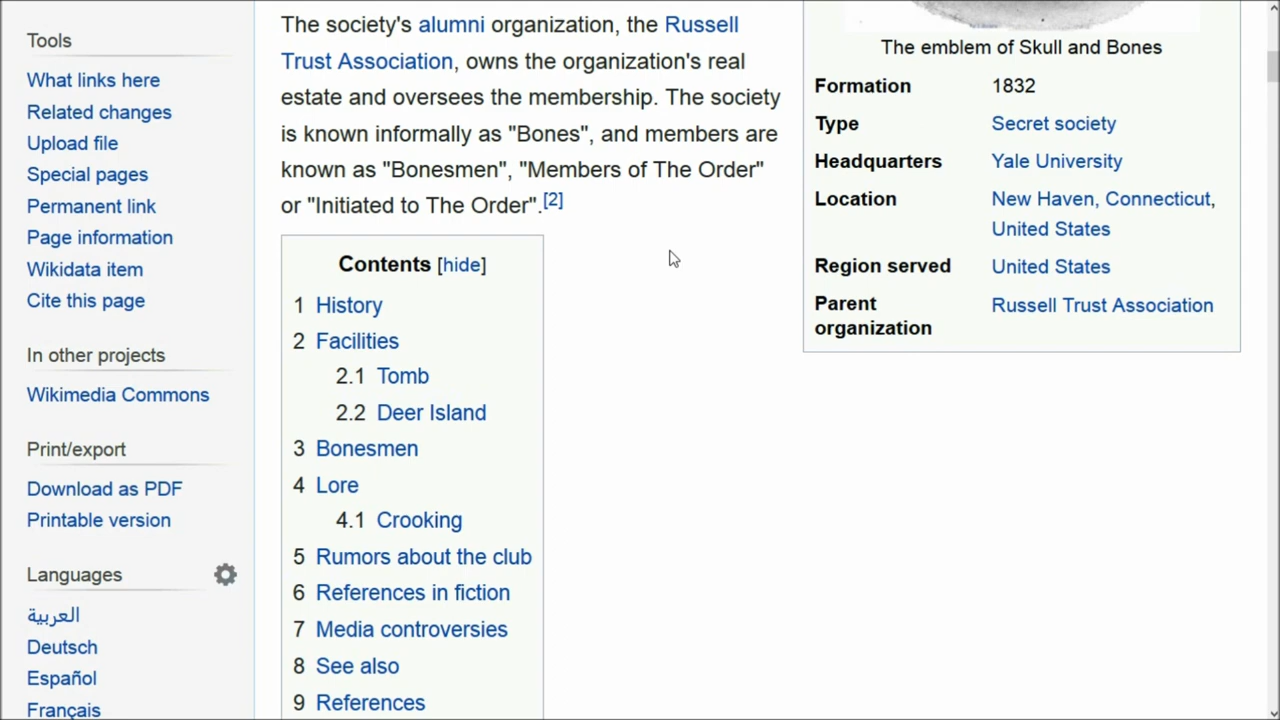 Tools
What links here
Related changes
Upload file
Special pages
Permanent link
Page information
Wikidata item
Cite this page
In other projects
Wikimedia Commons
Print/export
Download as PDF
Printable version
Languages
العربية
Deutsch
Español
Français
The society's alumni organization, the Russell
Trust Association, owns the organization's real
estate and oversees the membership. The society
is known informally as "Bones", and members are
known as "Bonesmen", "Members of The Order"
or "Initiated to The Order".[2]
Contents [hide]
1 History
2 Facilities
2.1 Tomb
2.2 Deer Island
3 Bonesmen
4 Lore
4.1 Crooking
5 Rumors about the club
6 References in fiction
7 Media controversies
8 See also
9 References
The emblem of Skull and Bones
Formation 1832
Type Secret society
Headquarters Yale University
Location New Haven, Connecticut,
United States
Region served United States
Parent
organization Russell Trust Association